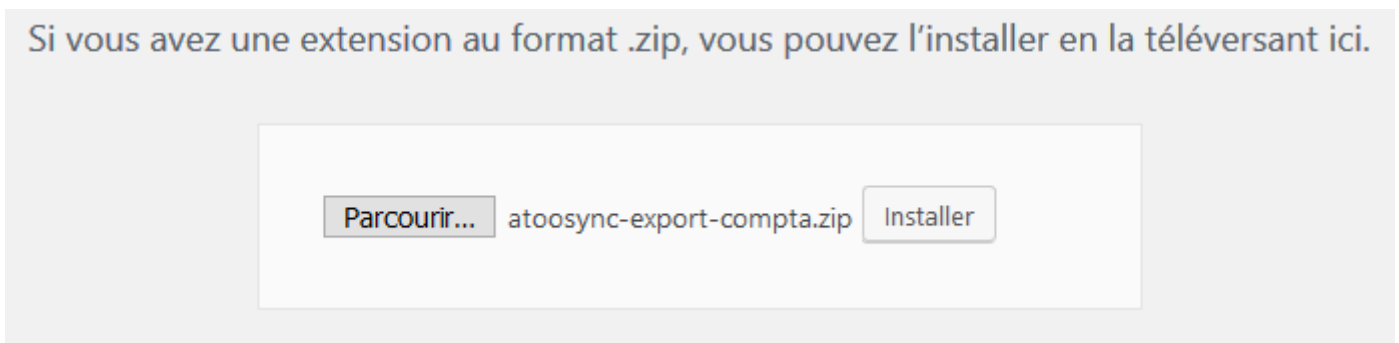 Si vous avez une extension au format .zip, vous pouvez l’installer en la téléversant ici.
Parcourir... atoosync-export-compta.zip Installer